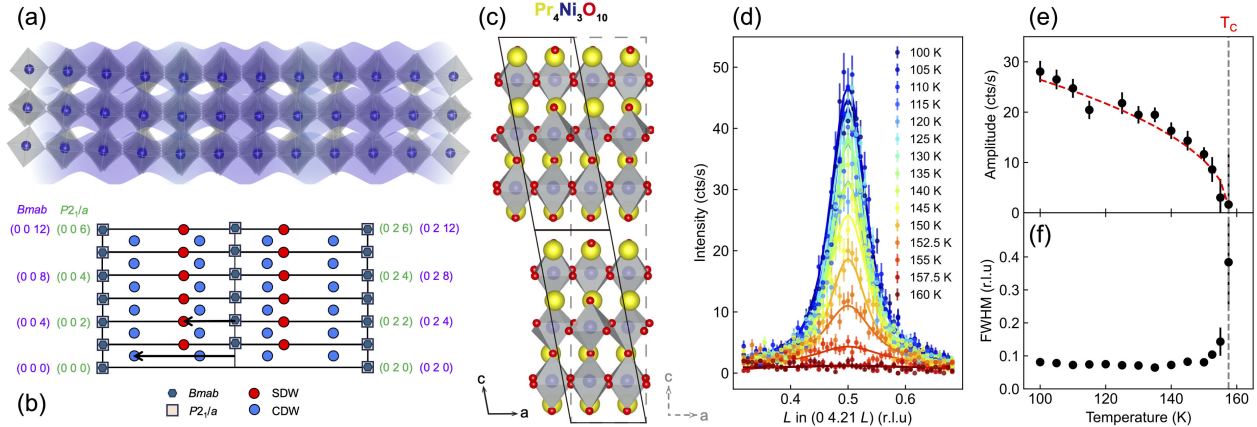 (a)
Bmab P2₁/a
(0 0 12) (0 0 6) (0 2 6) (0 2 12)
(0 0 8) (0 0 4) (0 2 4) (0 2 8)
(0 0 4) (0 0 2) (0 2 2) (0 2 4)
(0 0 0) (0 0 0) (0 2 0) (0 2 0)
Bmab SDW
P2₁/a CDW
(b)
(c)
Pr₄Ni₃O₁₀
c
a
c
a
(d)
Intensity (cts/s)
50
40
30
20
10
0
100 K
105 K
110 K
115 K
120 K
125 K
130 K
135 K
140 K
145 K
150 K
152.5 K
155 K
157.5 K
160 K
0.4 0.5 0.6
L in (0 4.21 L) (r.l.u)
(e)
T_C
Amplitude (cts/s)
30
20
10
0
(f)
FWHM (r.l.u)
0.4
0.3
0.2
0.1
0.0
100 120 140 160
Temperature (K)